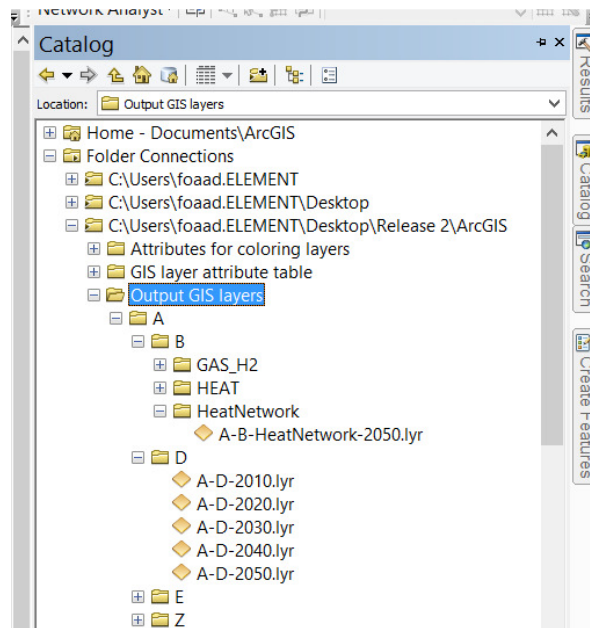 Network Analyst
Catalog
Location: Output GIS layers
Home - Documents\ArcGIS
Folder Connections
C:\Users\foaad.ELEMENT
C:\Users\foaad.ELEMENT\Desktop
C:\Users\foaad.ELEMENT\Desktop\Release 2\ArcGIS
Attributes for coloring layers
GIS layer attribute table
Output GIS layers
A
B
GAS_H2
HEAT
HeatNetwork
A-B-HeatNetwork-2050.lyr
D
A-D-2010.lyr
A-D-2020.lyr
A-D-2030.lyr
A-D-2040.lyr
A-D-2050.lyr
E
Z
Results
Catalog
Search
Create Features